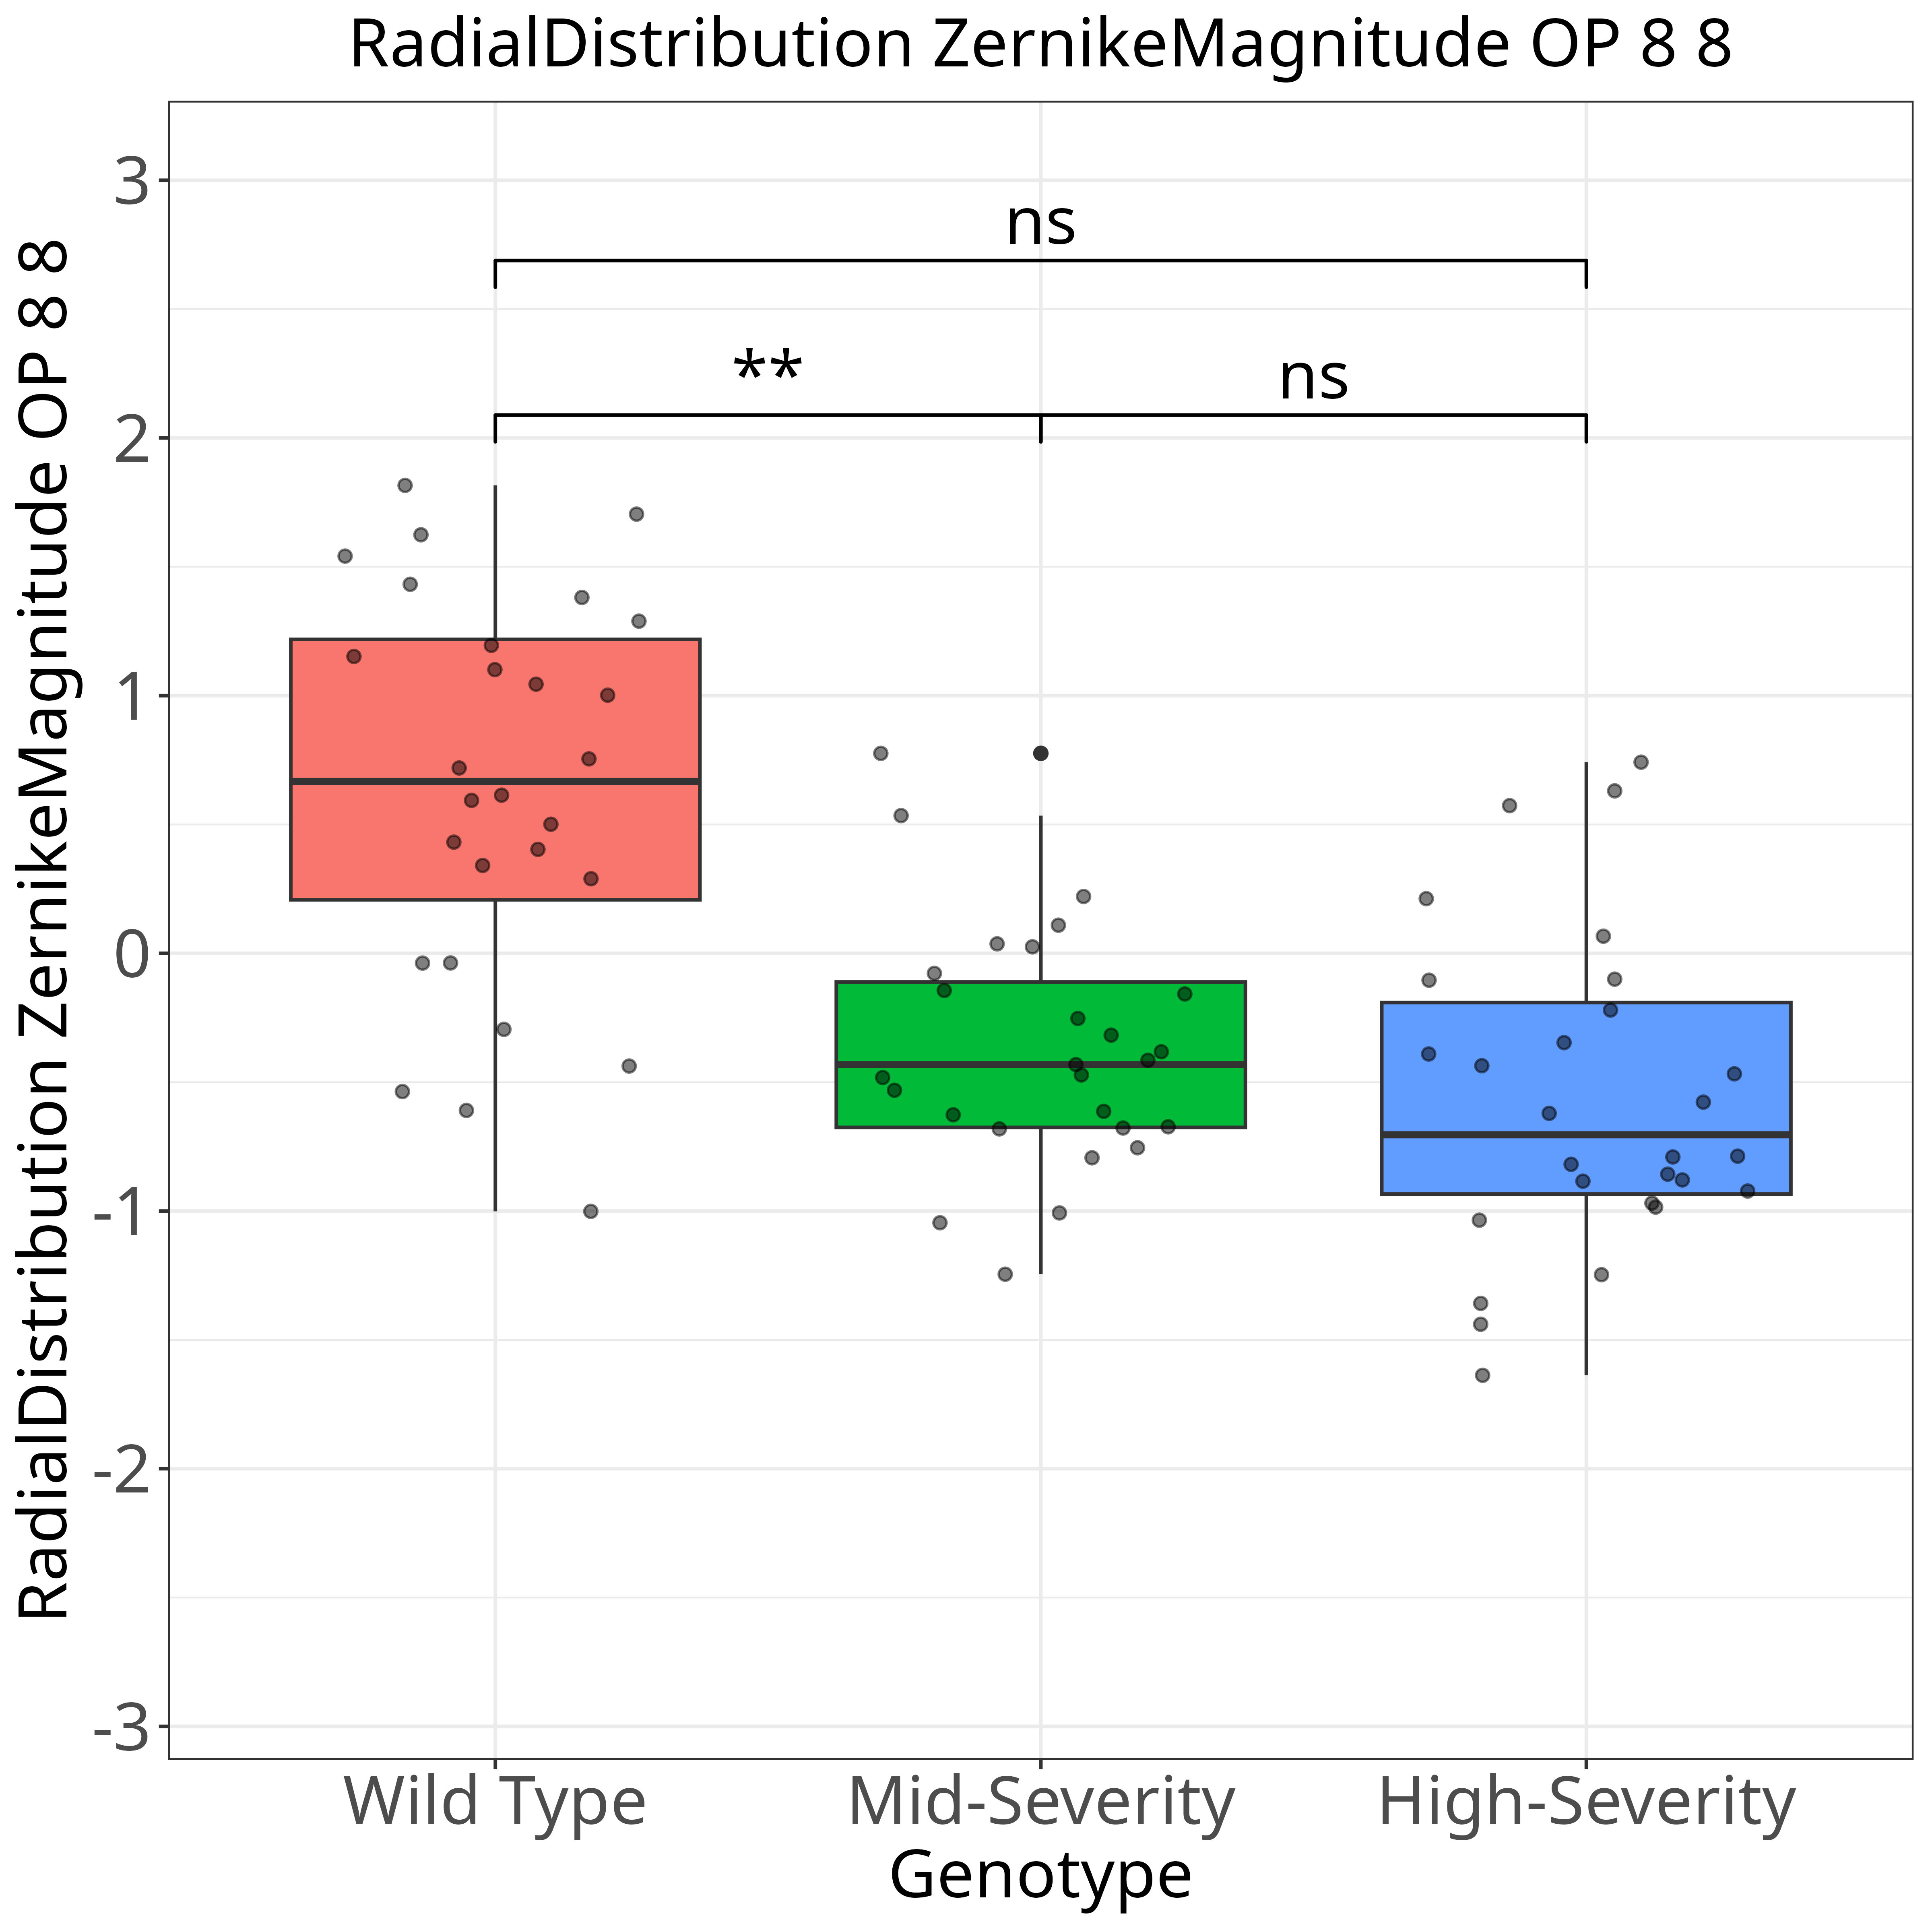 RadialDistribution ZernikeMagnitude OP 8 8
RadialDistribution ZernikeMagnitude OP 8 8
3
2
1
0
-1
-2
-3
ns
**
ns
Wild Type
Mid-Severity
High-Severity
Genotype